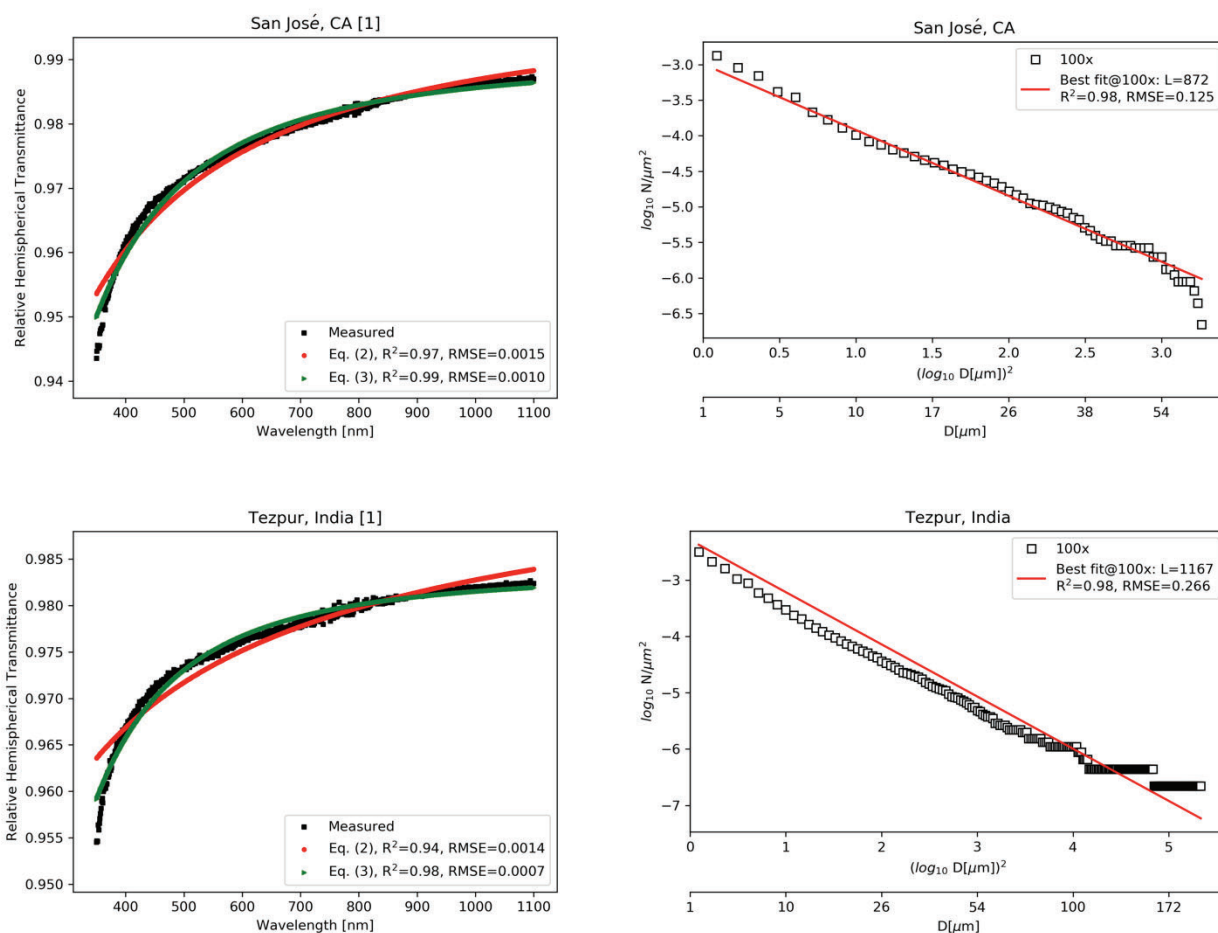 San José, CA [1]
Relative Hemispherical Transmittance
0.99
0.98
0.97
0.96
0.95
0.94
Measured
Eq. (2), R²=0.97, RMSE=0.0015
Eq. (3), R²=0.99, RMSE=0.0010
400 500 600 700 800 900 1000 1100
Wavelength [nm]
San José, CA
log₁₀ N/μm²
−3.0
−3.5
−4.0
−4.5
−5.0
−5.5
−6.0
−6.5
100x
Best fit@100x: L=872
R²=0.98, RMSE=0.125
0.0 0.5 1.0 1.5 2.0 2.5 3.0
(log₁₀ D[μm])²
1 5 10 17 26 38 54
D[μm]
Tezpur, India [1]
Relative Hemispherical Transmittance
0.985
0.980
0.975
0.970
0.965
0.960
0.955
0.950
Measured
Eq. (2), R²=0.94, RMSE=0.0014
Eq. (3), R²=0.98, RMSE=0.0007
400 500 600 700 800 900 1000 1100
Wavelength [nm]
Tezpur, India
log₁₀ N/μm²
−3
−4
−5
−6
−7
100x
Best fit@100x: L=1167
R²=0.98, RMSE=0.266
0 1 2 3 4 5
(log₁₀ D[μm])²
1 10 26 54 100 172
D[μm]